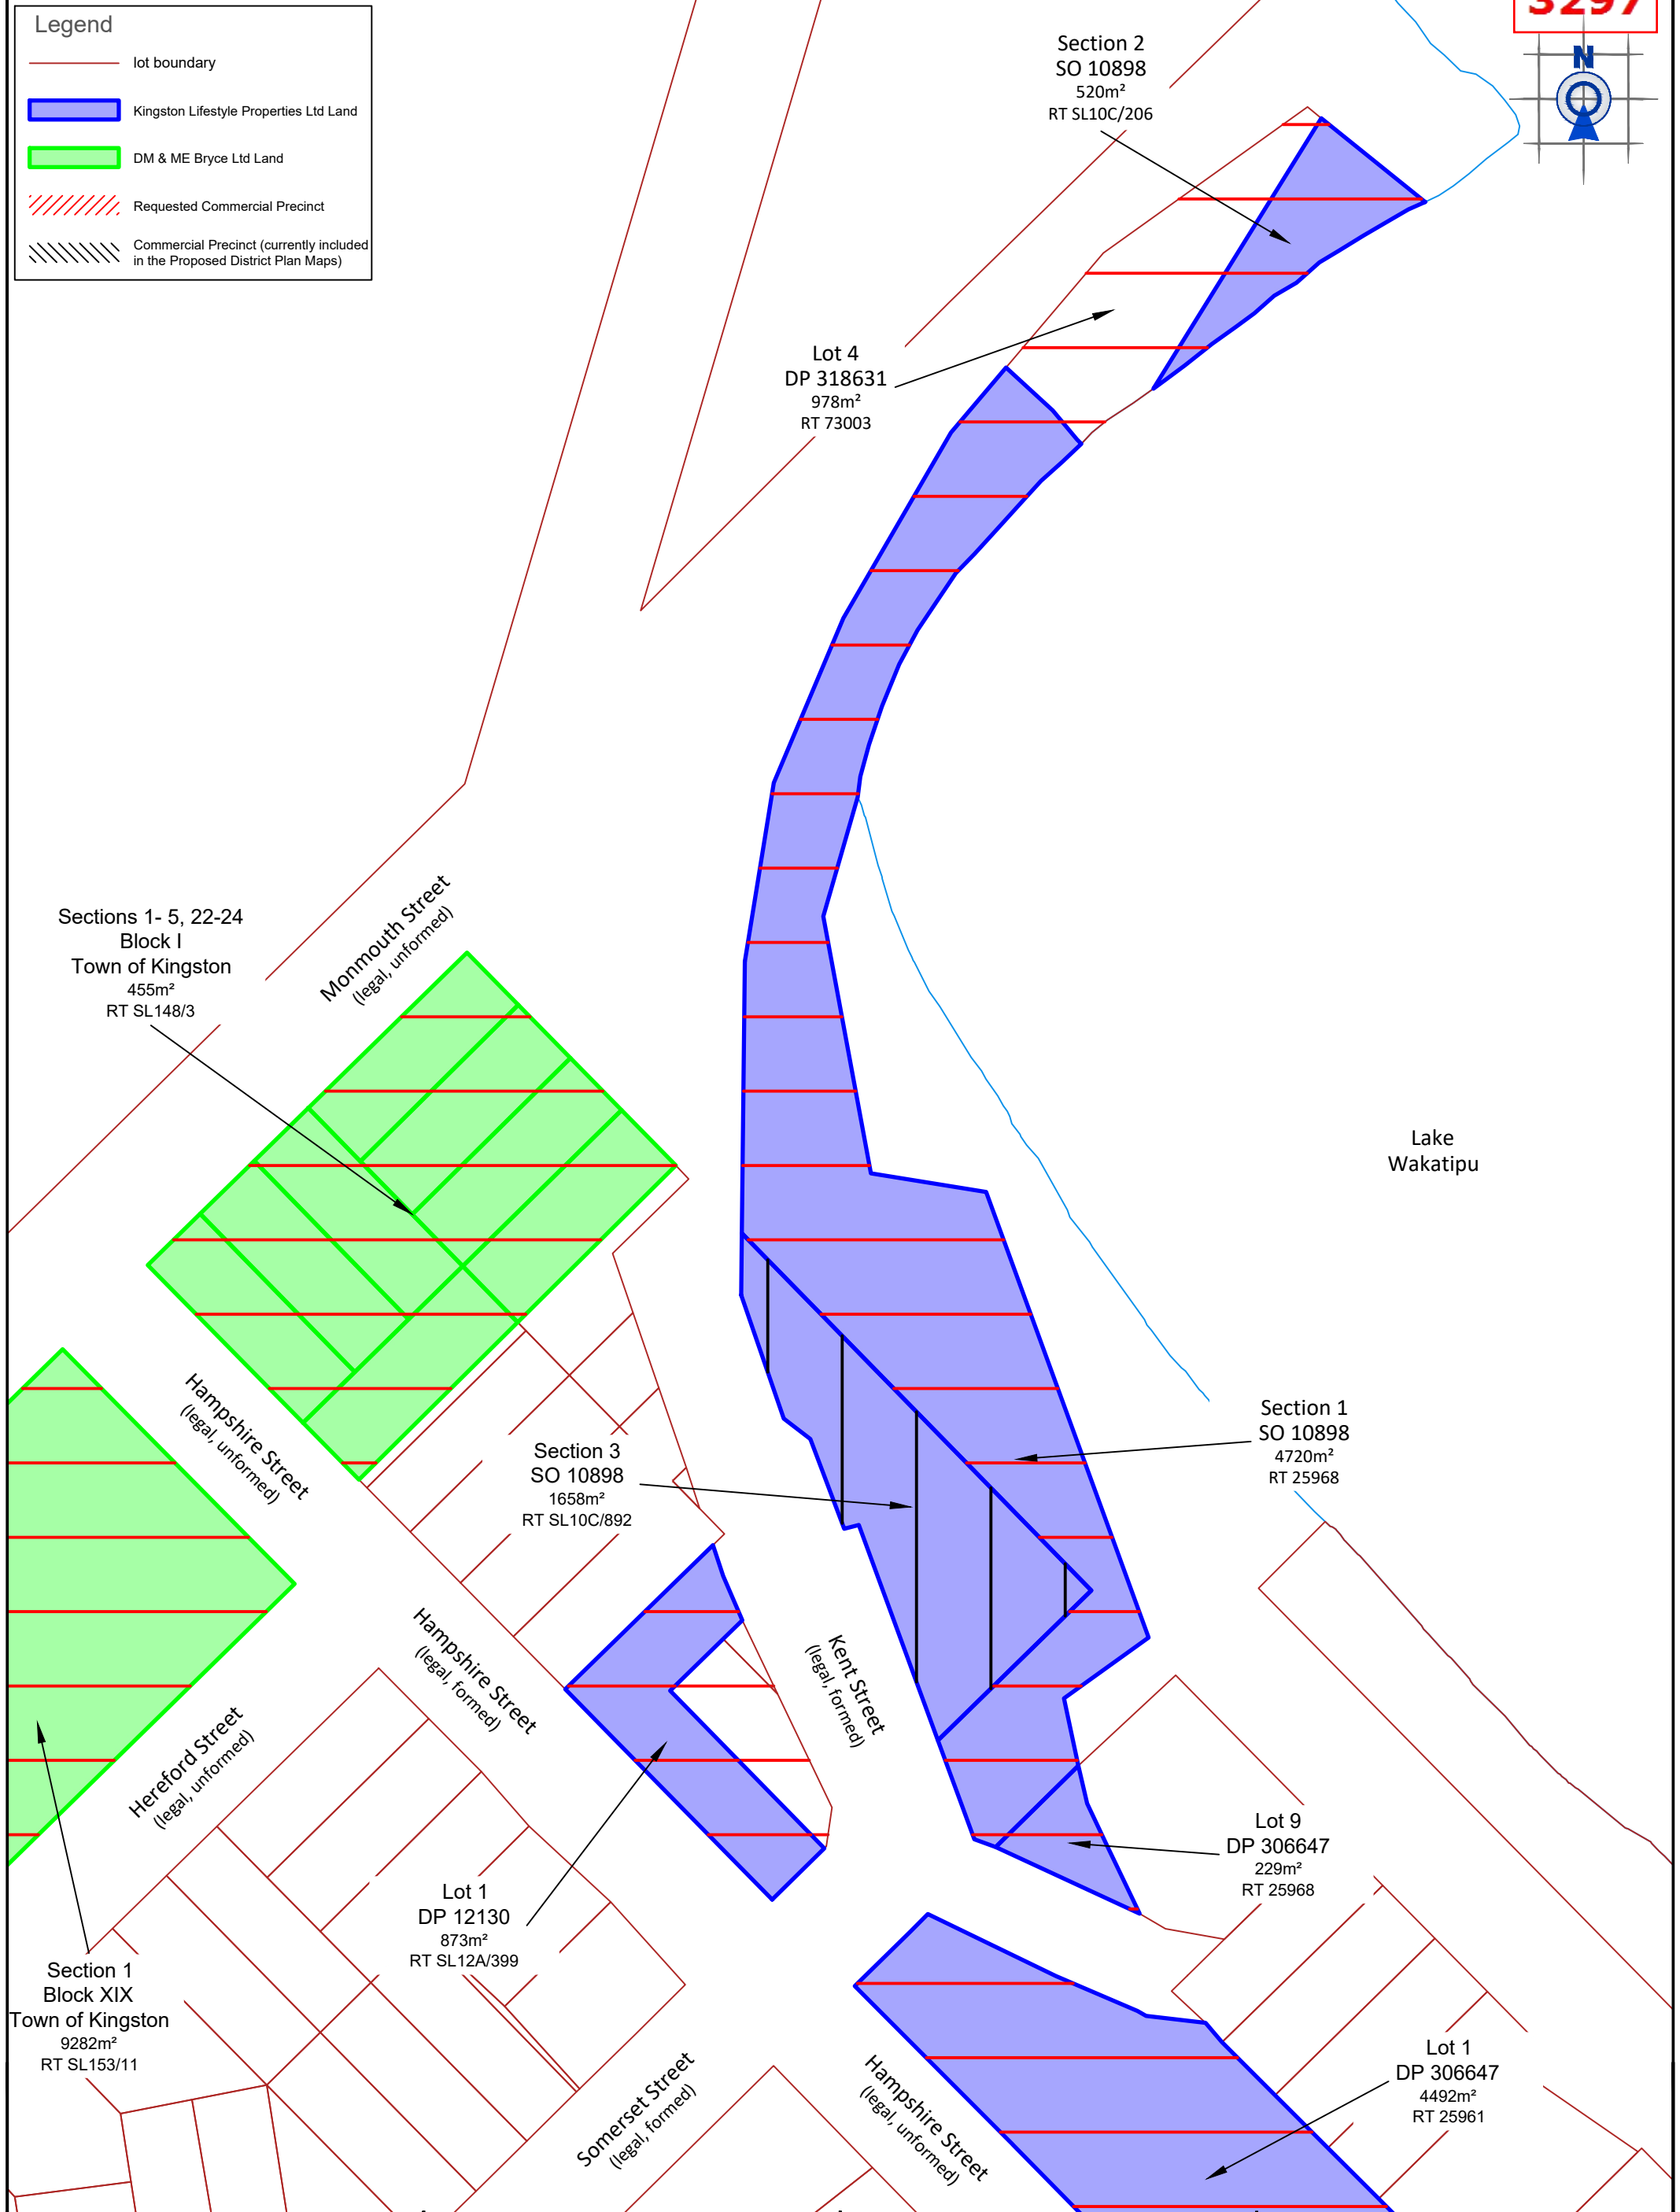 3297
N
Legend
lot boundary
Kingston Lifestyle Properties Ltd Land
DM & ME Bryce Ltd Land
Requested Commercial Precinct
Commercial Precinct (currently included
in the Proposed District Plan Maps)
Section 2
SO 10898
520m²
RT SL10C/206
Lot 4
DP 318631
978m²
RT 73003
Monmouth Street
(legal, unformed)
Sections 1- 5, 22-24
Block I
Town of Kingston
455m²
RT SL148/3
Lake
Wakatipu
Hampshire Street
(legal, unformed)
Section 3
SO 10898
1658m²
RT SL10C/892
Section 1
SO 10898
4720m²
RT 25968
Hampshire Street
(legal, formed)
Kent Street
(legal, formed)
Hereford Street
(legal, unformed)
Lot 9
DP 306647
229m²
RT 25968
Lot 1
DP 12130
873m²
RT SL12A/399
Section 1
Block XIX
Town of Kingston
9282m²
RT SL153/11
Somerset Street
(legal, formed)
Hampshire Street
(legal, unformed)
Lot 1
DP 306647
4492m²
RT 25961